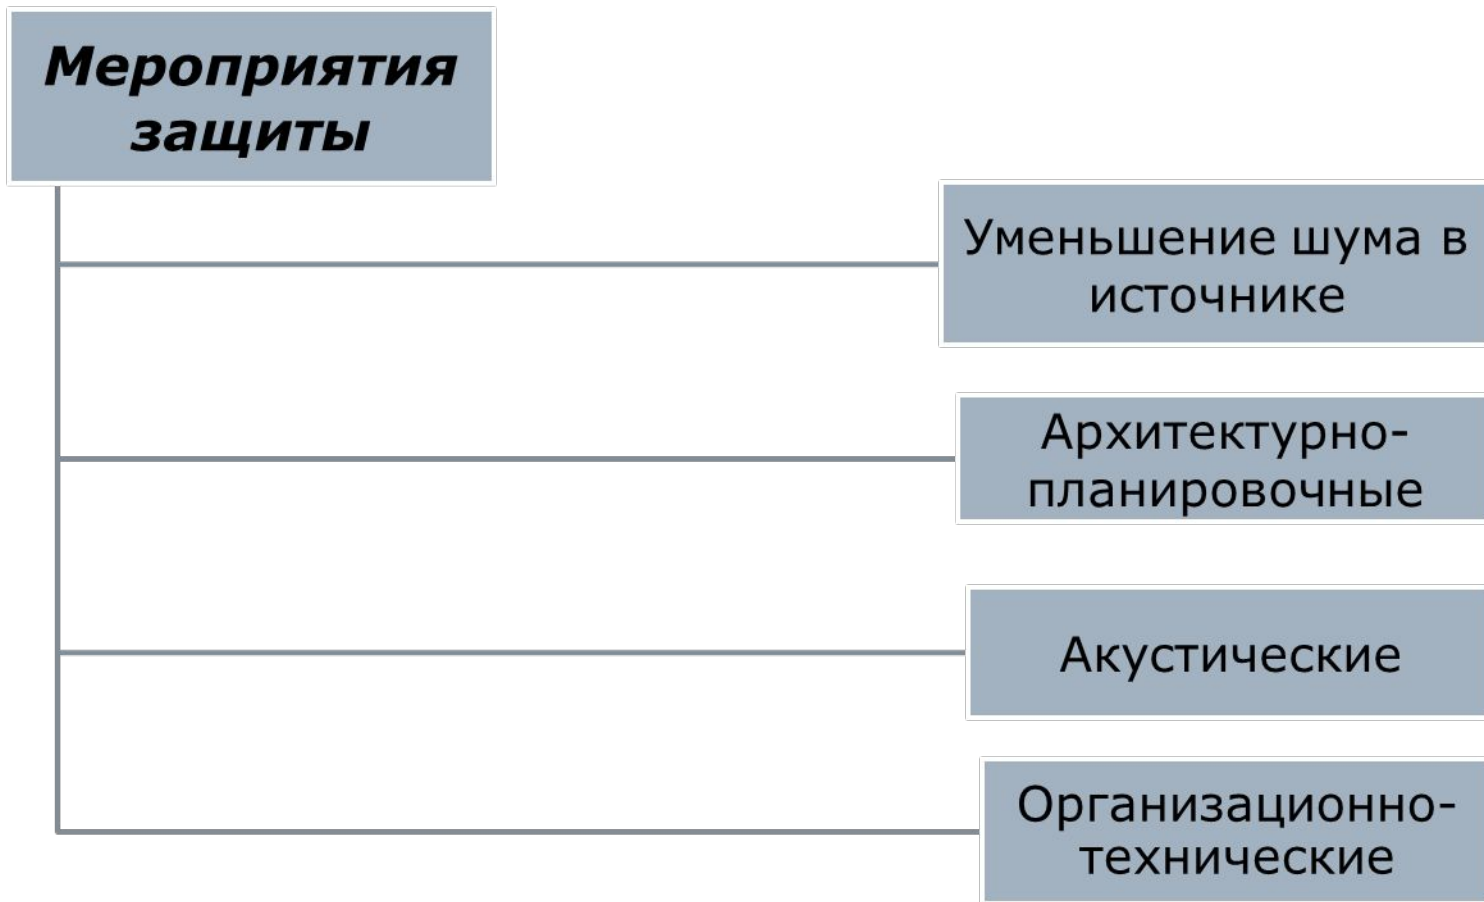 Мероприятия
защиты
Уменьшение шума в
источнике
Архитектурно-
планировочные
Акустические
Организационно-
технические